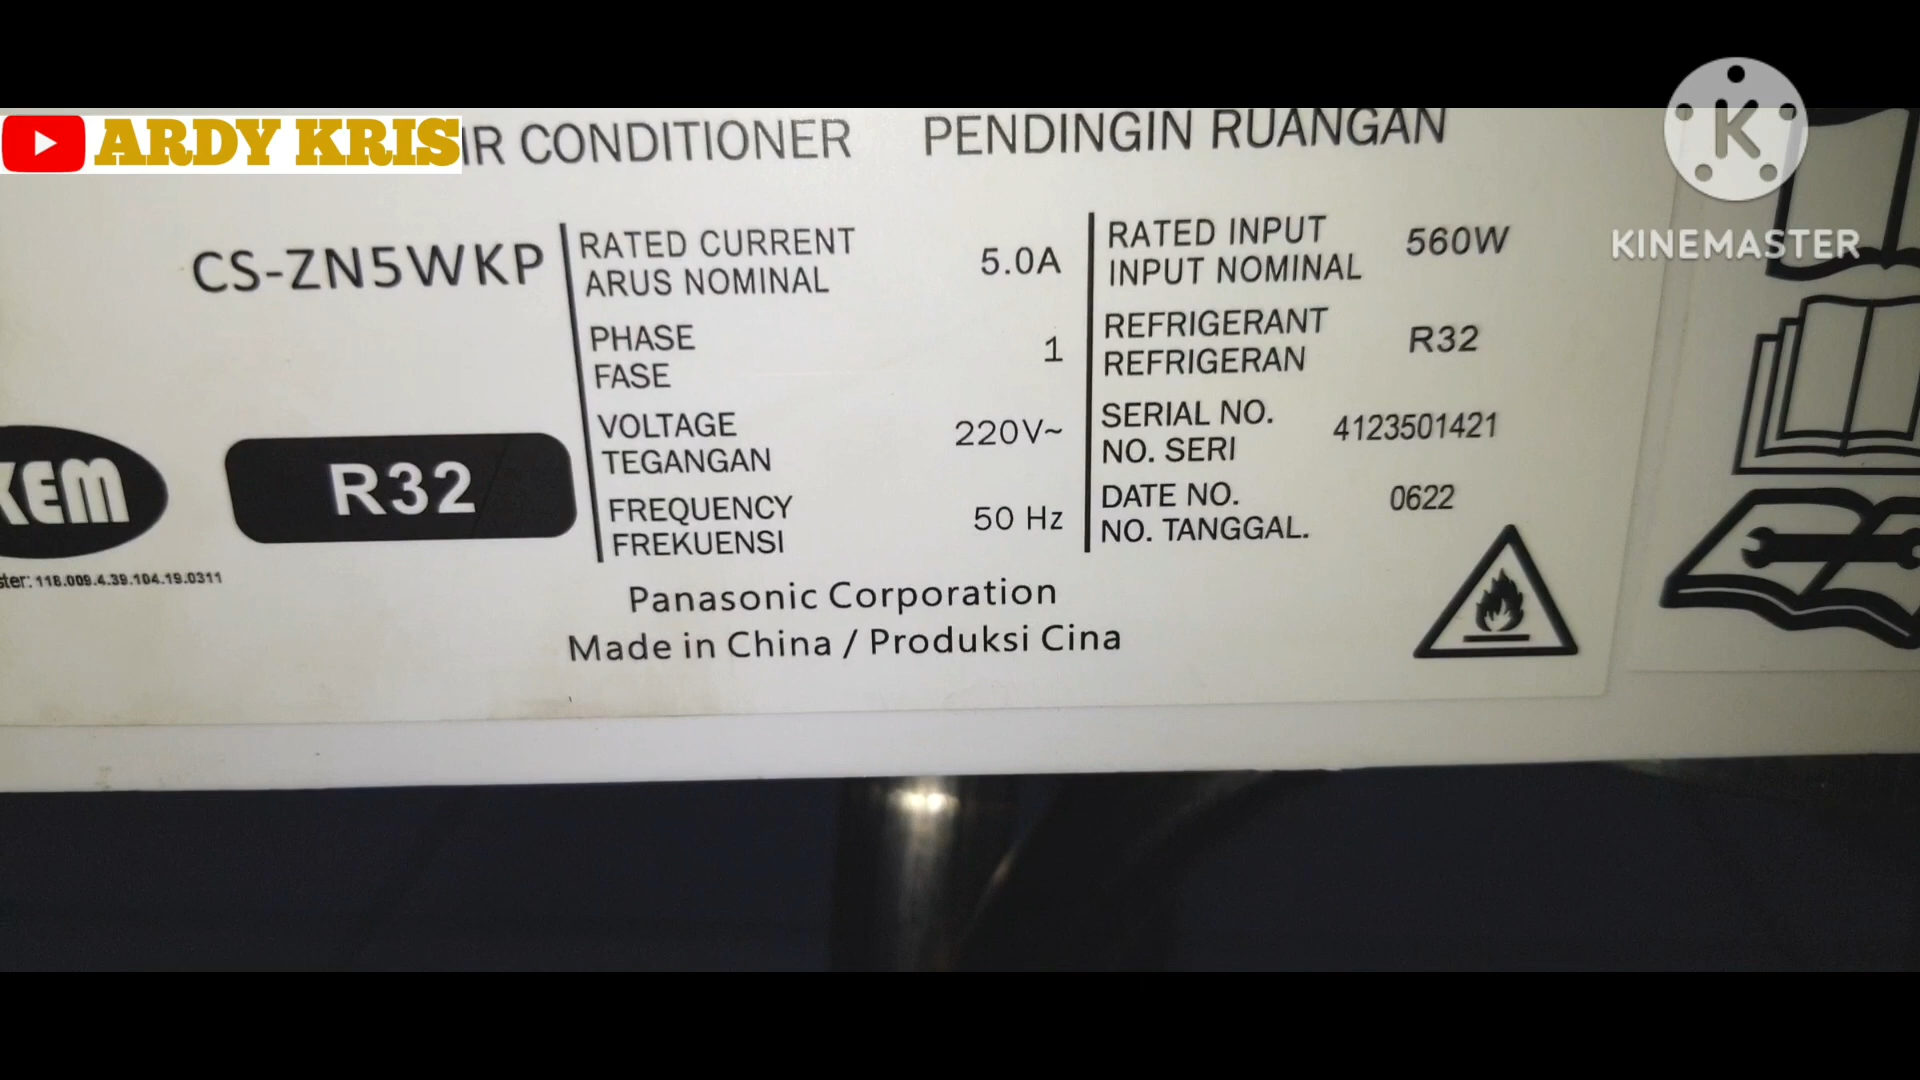 ARDY KRIS
IR CONDITIONER PENDINGIN RUANGAN
KINEMASTER
CS-ZN5WKP
RATED CURRENT
ARUS NOMINAL
5.0A
PHASE
FASE
1
VOLTAGE
TEGANGAN
220V~
FREQUENCY
FREKUENSI
50 Hz
RATED INPUT
INPUT NOMINAL
560W
REFRIGERANT
REFRIGERAN
R32
SERIAL NO.
NO. SERI
4123501421
DATE NO.
NO. TANGGAL.
0622
KEM
R32
ster: 118.009.4.39.104.19.0311
Panasonic Corporation
Made in China / Produksi Cina